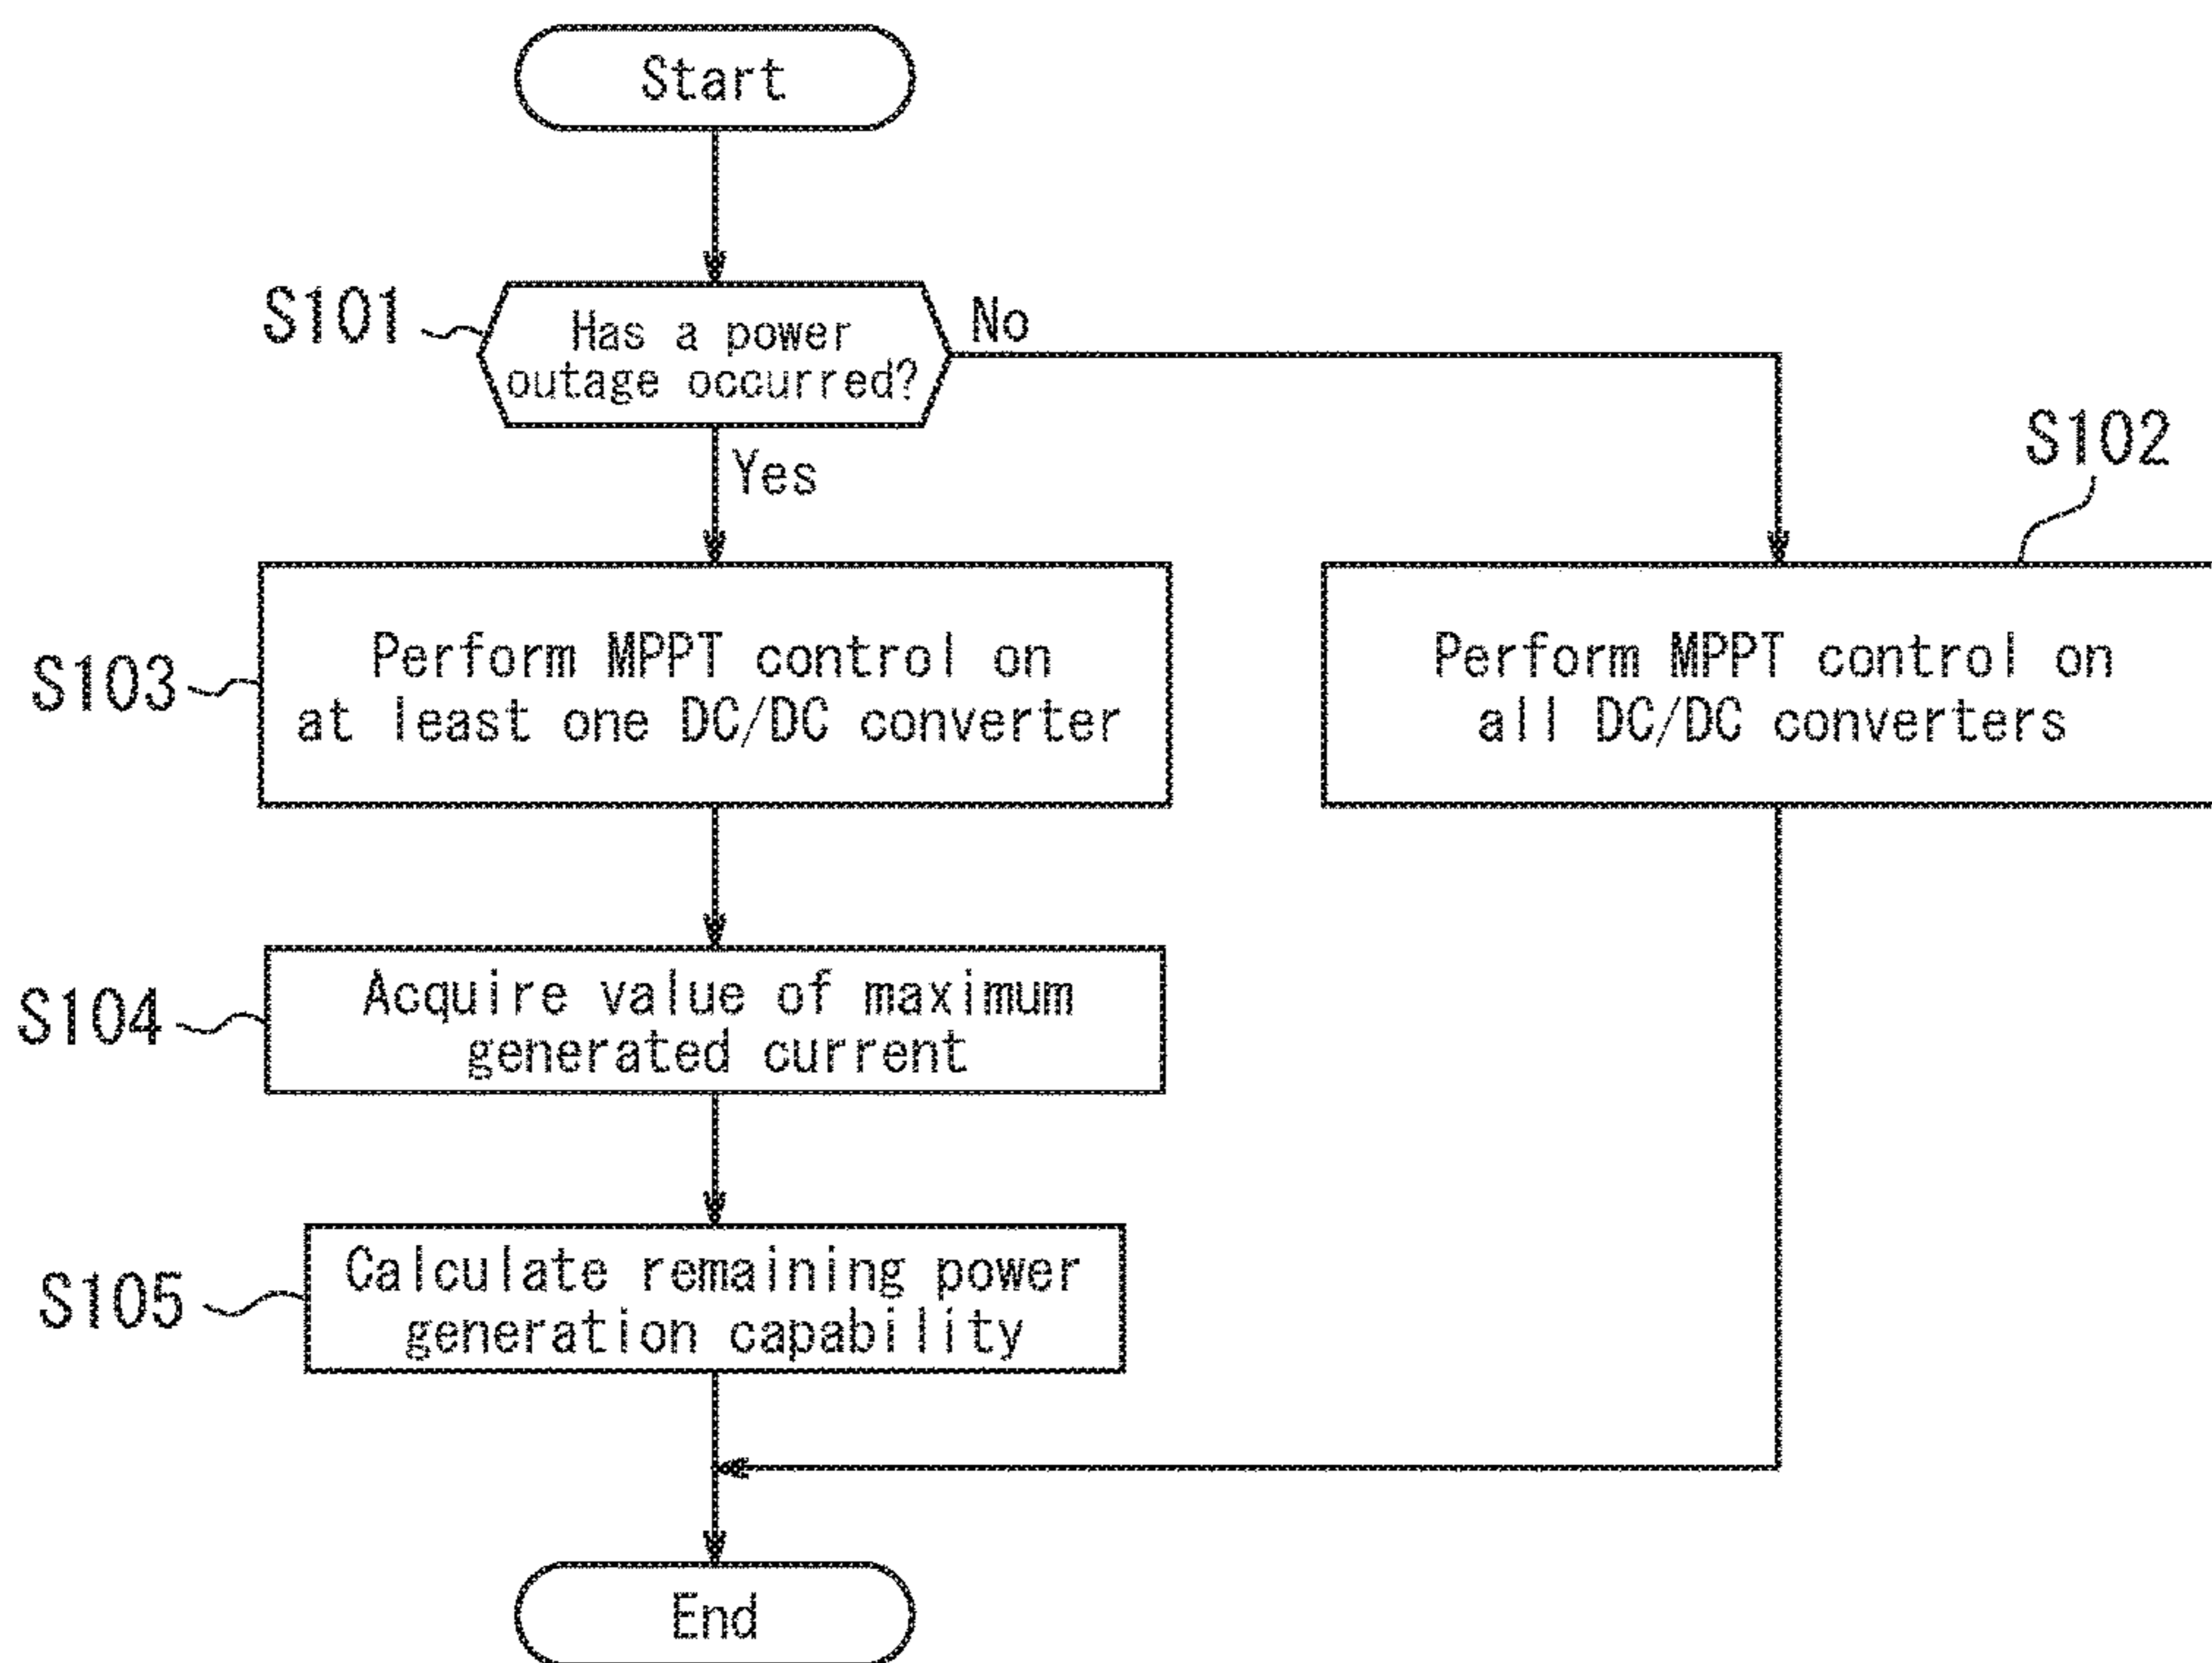 Start
S101
Has a power
outage occurred?
No
Yes
S102
S103
Perform MPPT control on
at least one DC/DC converter
Perform MPPT control on
all DC/DC converters
S104
Acquire value of maximum
generated current
S105
Calculate remaining power
generation capability
End